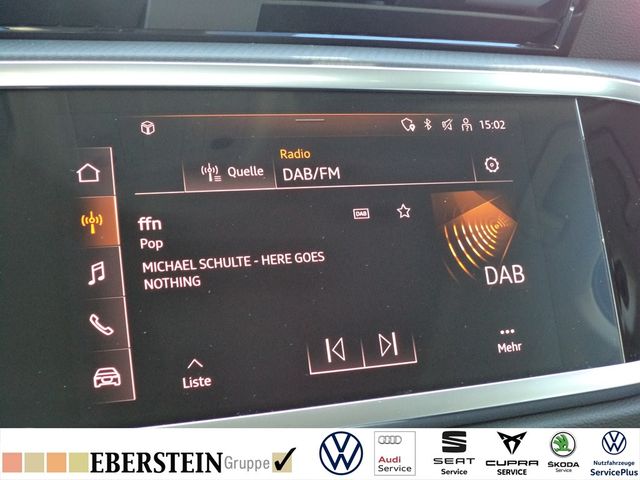 15:02
Radio
Quelle
DAB/FM
ffn
DAB
Pop
MICHAEL SCHULTE - HERE GOES
NOTHING
DAB
Liste
Mehr
EBERSTEIN Gruppe
Audi
Service
SEAT
SERVICE
CUPRA
SERVICE
ŠKODA
SERVICE
Nutzfahrzeuge
ServicePlus